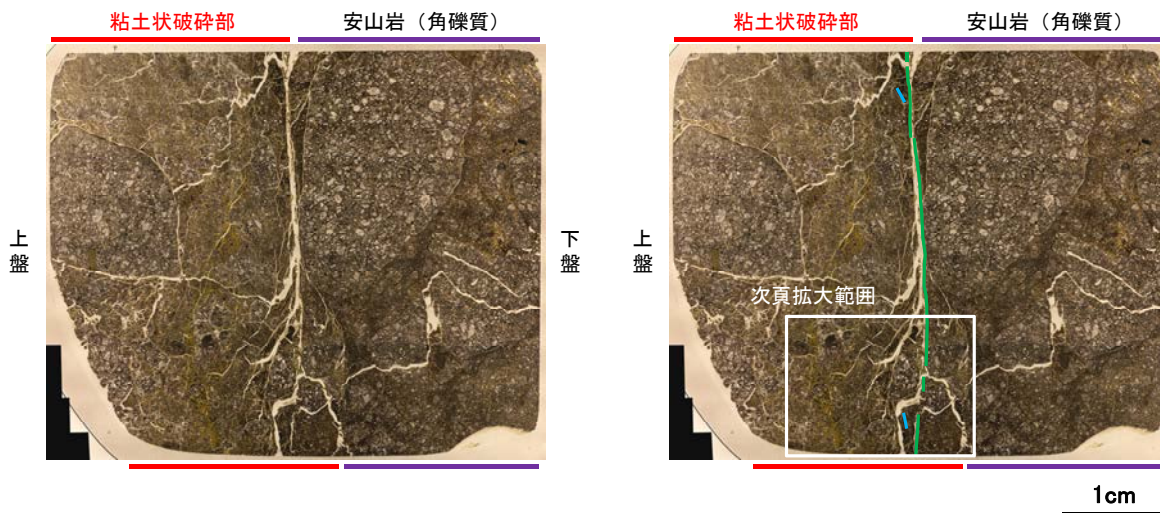 粘土状破砕部
安山岩（角礫質）
粘土状破砕部
安山岩（角礫質）
上盤
下盤
上盤
次頁拡大範囲
1cm